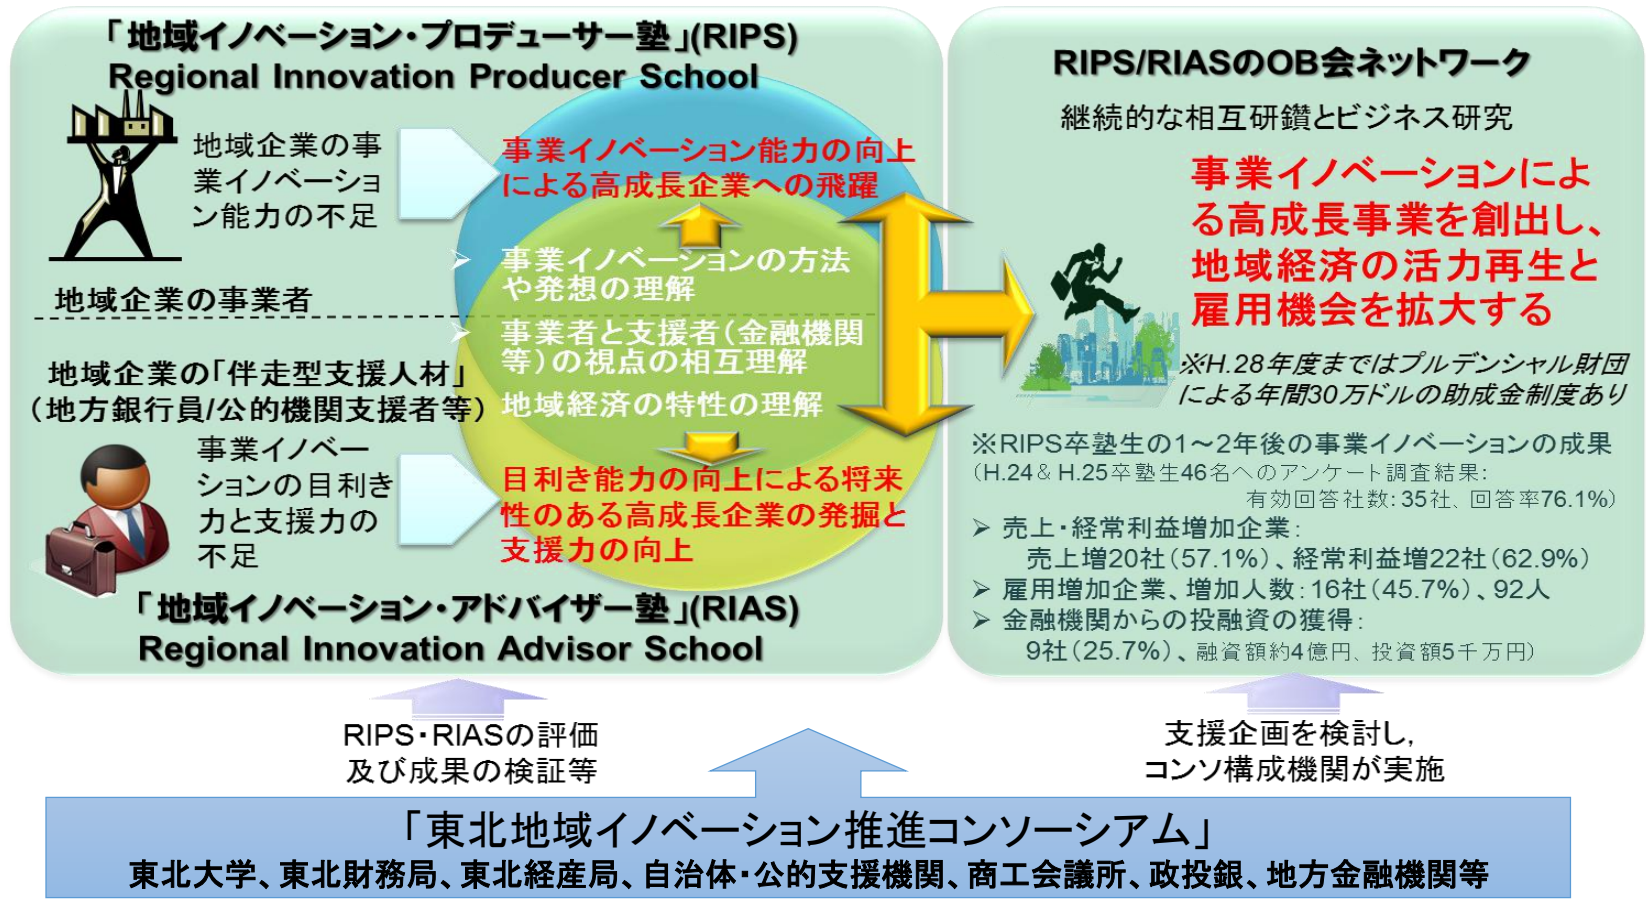 「地域イノベーション・プロデューサー塾」(RIPS)
Regional Innovation Producer School
地域企業の事
業イノベーショ
ン能力の不足
地域企業の事業者
事業イノベーション能力の向上
による高成長企業への飛躍
➢ 事業イノベーションの方法
や発想の理解
➢ 事業者と支援者（金融機関
等）の視点の相互理解
地域経済の特性の理解
地域企業の「伴走型支援人材」
（地方銀行員/公的機関支援者等）
事業イノベー
ションの目利き
力と支援力の
不足
目利き能力の向上による将来
性のある高成長企業の発掘と
支援力の向上
「地域イノベーション・アドバイザー塾」(RIAS)
Regional Innovation Advisor School
RIPS/RIASのOB会ネットワーク
継続的な相互研鑽とビジネス研究
事業イノベーションによ
る高成長事業を創出し、
地域経済の活力再生と
雇用機会を拡大する
※H.28年度まではプルデンシャル財団
による年間30万ドルの助成金制度あり
※RIPS卒塾生の1～2年後の事業イノベーションの成果
（H.24＆H.25卒塾生46名へのアンケート調査結果：
有効回答社数：35社、回答率76.1%）
➢ 売上・経常利益増加企業：
売上増20社（57.1%）、経常利益増22社（62.9%）
➢ 雇用増加企業、増加人数：16社（45.7%）、92人
➢ 金融機関からの投融資の獲得：
9社（25.7%）、融資額約4億円、投資額5千万円）
RIPS・RIASの評価
及び成果の検証等
支援企画を検討し，
コンソ構成機関が実施
「東北地域イノベーション推進コンソーシアム」
東北大学、東北財務局、東北経産局、自治体・公的支援機関、商工会議所、政投銀、地方金融機関等